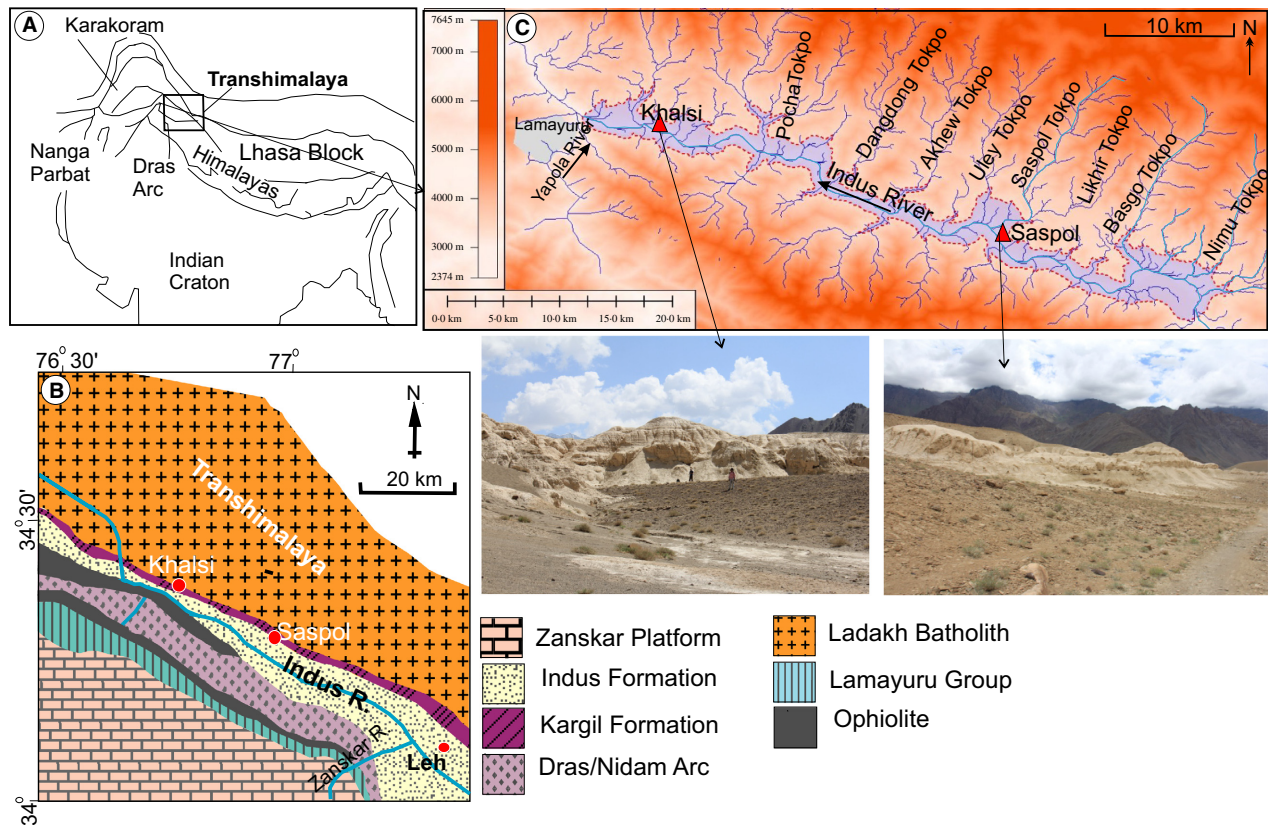 A
Karakoram
Transhimalaya
Nanga
Parbat
Dras
Arc
Himalayas
Lhasa Block
Indian
Craton
C
7645 m
7000 m
6000 m
5000 m
4000 m
3000 m
2374 m
10 km
N
Lamayuru
Yapola River
Khalsi
PochaTokpo
Dangdong Tokpo
Akhew Tokpo
Uley Tokpo
Saspol Tokpo
Likhir Tokpo
Basgo Tokpo
Nimu Tokpo
Indus River
Saspol
0·0 km
5·0 km
10·0 km
15·0 km
20·0 km
B
76° 30'
77°
34° 30'
34°
N
20 km
Transhimalaya
Khalsi
Saspol
Indus R.
Zanskar R.
Leh
Zanskar Platform
Indus Formation
Kargil Formation
Dras/Nidam Arc
Ladakh Batholith
Lamayuru Group
Ophiolite